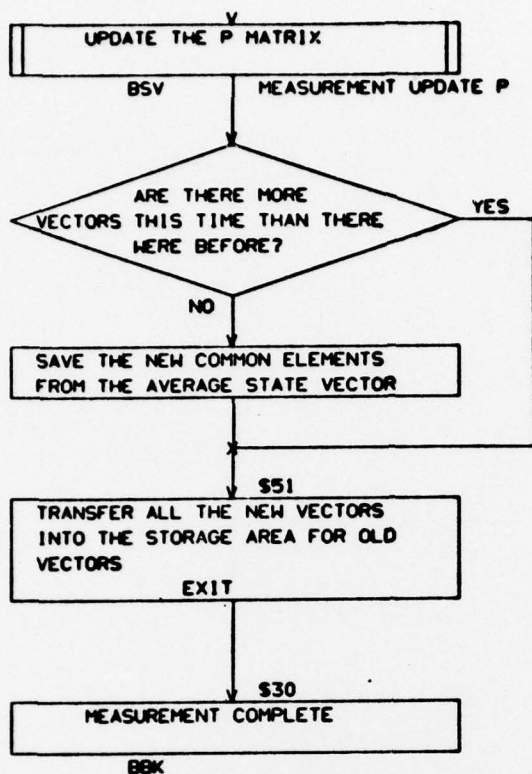 UPDATE THE P MATRIX
BSV MEASUREMENT UPDATE P
ARE THERE MORE
VECTORS THIS TIME THAN THERE
WERE BEFORE?
YES
NO
SAVE THE NEW COMMON ELEMENTS
FROM THE AVERAGE STATE VECTOR
$51
TRANSFER ALL THE NEW VECTORS
INTO THE STORAGE AREA FOR OLD
VECTORS
EXIT
$30
MEASUREMENT COMPLETE
BBK